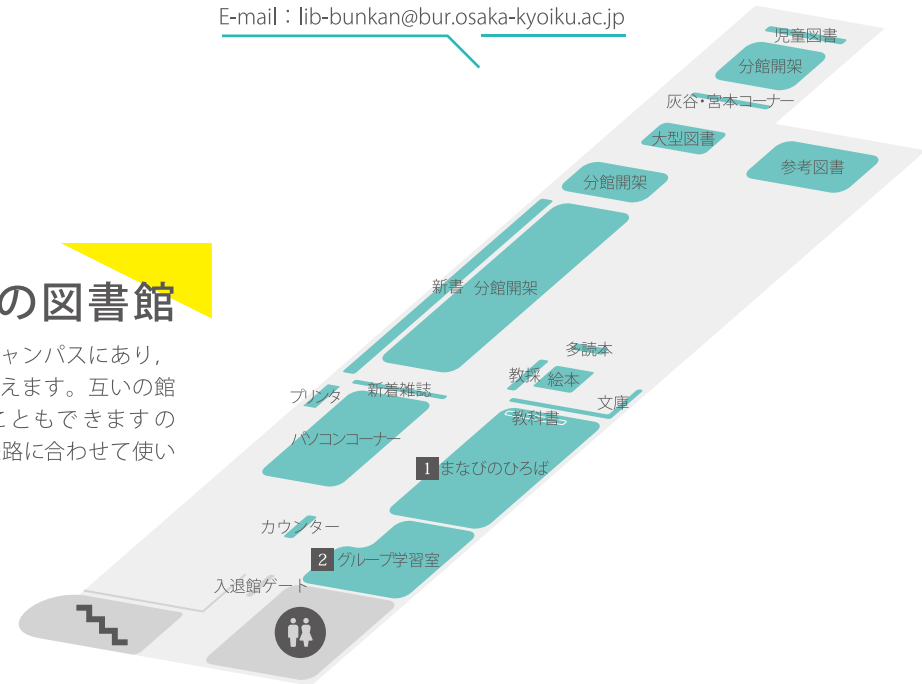 E-mail：lib-bunkan@bur.osaka-kyoiku.ac.jp
児童図書
分館開架
灰谷・宮本コーナー
大型図書
参考図書
分館開架
新書
分館開架
の図書館
ャンパスにあり，
えます。互いの館
こともできますの
路に合わせて使い
多読本
教採
絵本
プリンタ
新着雑誌
文庫
教科書
パソコンコーナー
1 まなびのひろば
カウンター
2 グループ学習室
入退館ゲート